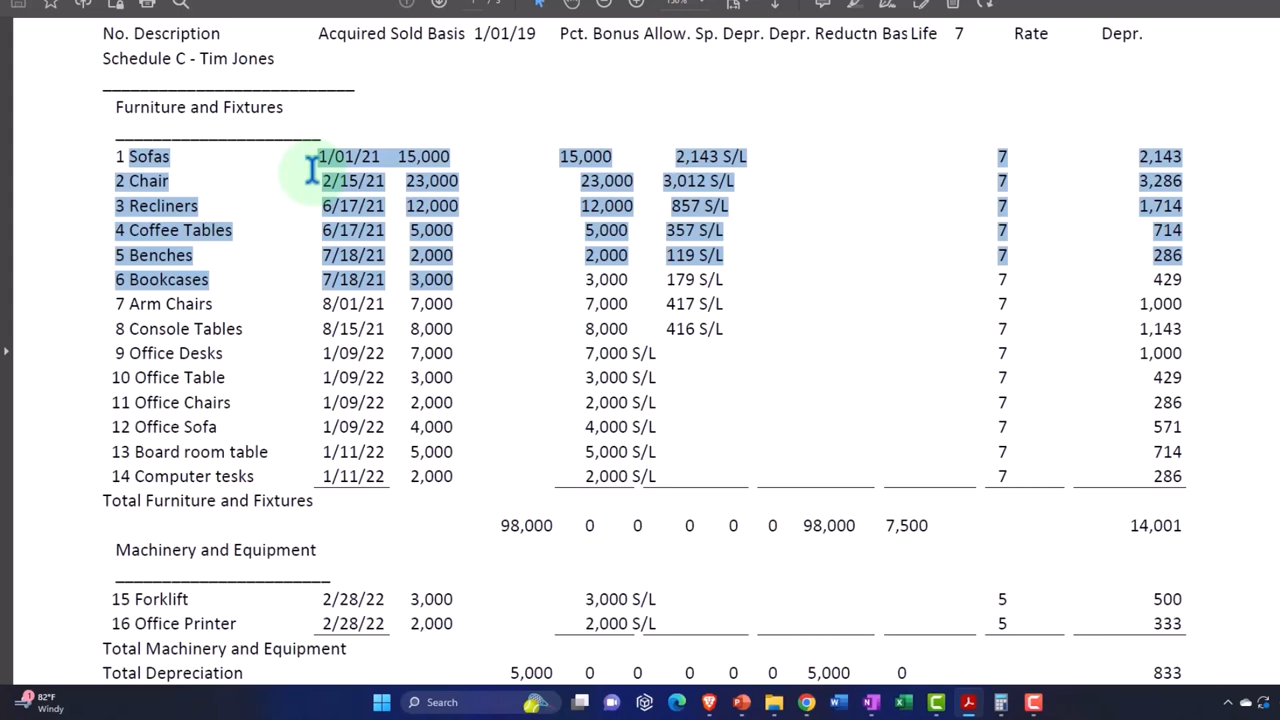 No. Description Acquired Sold Basis 1/01/19 Pct. Bonus Allow. Sp. Depr. Depr. Reductn Bas Life 7 Rate Depr.
Schedule C - Tim Jones
Furniture and Fixtures
1 Sofas 1/01/21 15,000 15,000 2,143 S/L 7 2,143
2 Chair 2/15/21 23,000 23,000 3,012 S/L 7 3,286
3 Recliners 6/17/21 12,000 12,000 857 S/L 7 1,714
4 Coffee Tables 6/17/21 5,000 5,000 357 S/L 7 714
5 Benches 7/18/21 2,000 2,000 119 S/L 7 286
6 Bookcases 7/18/21 3,000 3,000 179 S/L 7 429
7 Arm Chairs 8/01/21 7,000 7,000 417 S/L 7 1,000
8 Console Tables 8/15/21 8,000 8,000 416 S/L 7 1,143
9 Office Desks 1/09/22 7,000 7,000 S/L 7 1,000
10 Office Table 1/09/22 3,000 3,000 S/L 7 429
11 Office Chairs 1/09/22 2,000 2,000 S/L 7 286
12 Office Sofa 1/09/22 4,000 4,000 S/L 7 571
13 Board room table 1/11/22 5,000 5,000 S/L 7 714
14 Computer tesks 1/11/22 2,000 2,000 S/L 7 286
Total Furniture and Fixtures
98,000 0 0 0 0 0 98,000 7,500 14,001
Machinery and Equipment
15 Forklift 2/28/22 3,000 3,000 S/L 5 500
16 Office Printer 2/28/22 2,000 2,000 S/L 5 333
Total Machinery and Equipment
Total Depreciation 5,000 0 0 0 0 0 5,000 0 833
82°F
Windy
Search